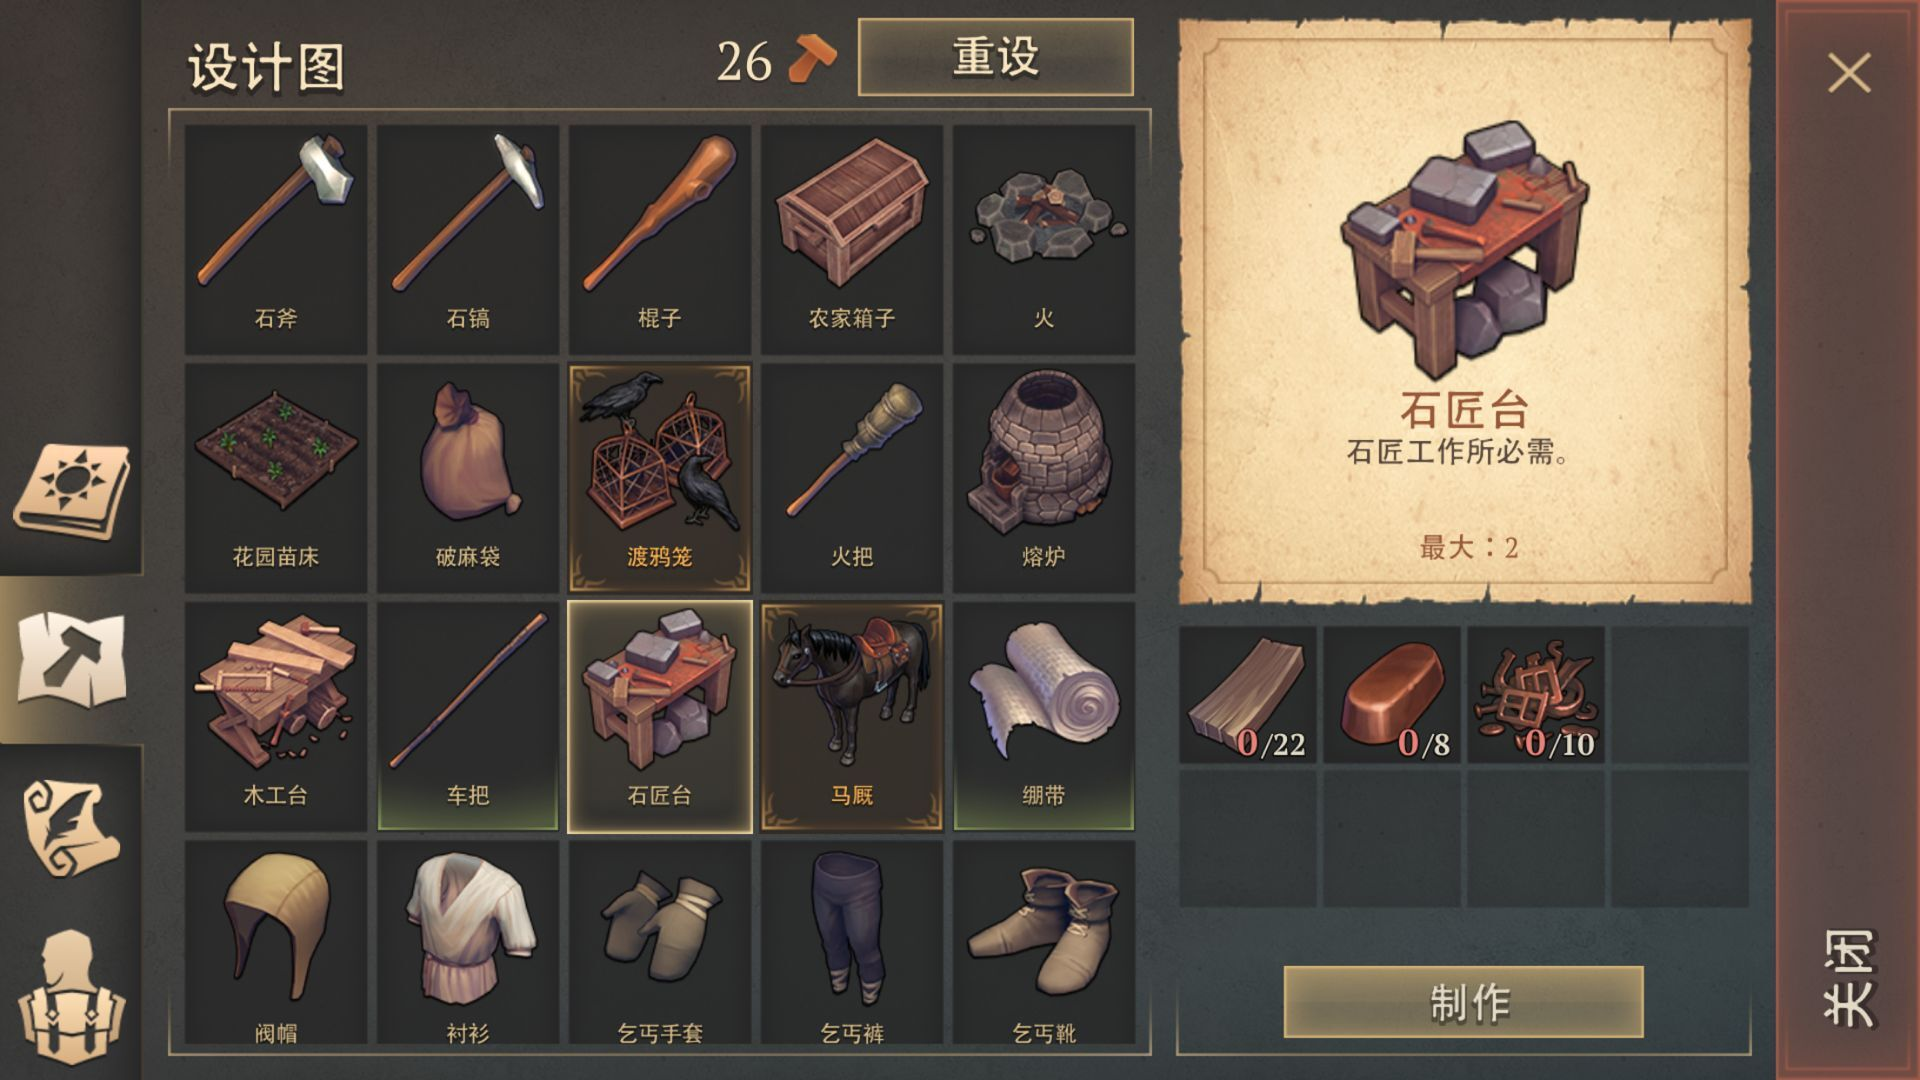 设计图
26
重设
石斧
石镐
棍子
农家箱子
火
花园苗床
破麻袋
渡鸦笼
火把
熔炉
木工台
车把
石匠台
马厩
绷带
阀帽
衬衫
乞丐手套
乞丐裤
乞丐靴
石匠台
石匠工作所必需。
最大：2
0/22
0/8
0/10
制作
关闭